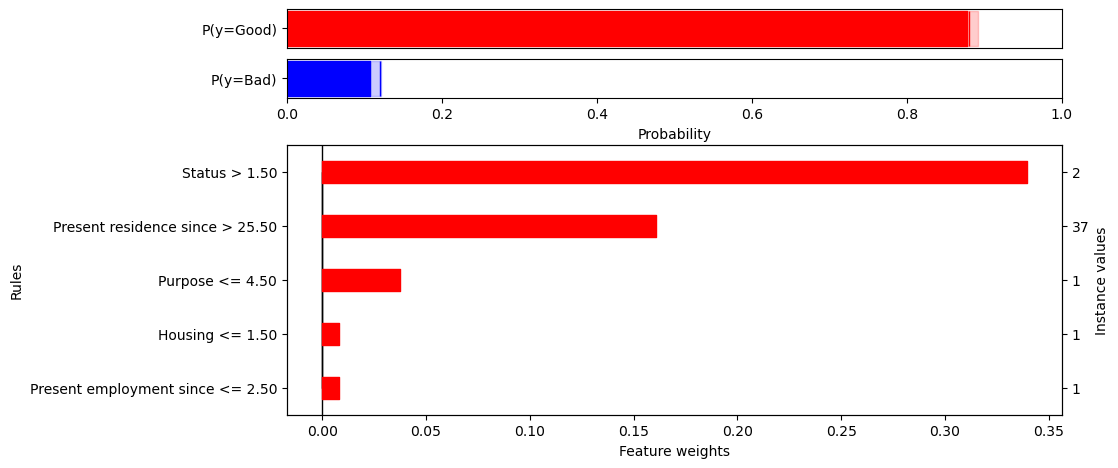 P(y=Good)
P(y=Bad)
0.0 0.2 0.4 0.6 0.8 1.0
Probability
Rules
Status > 1.50 2
Present residence since > 25.50 37
Purpose <= 4.50 1
Housing <= 1.50 1
Present employment since <= 2.50 1
Instance values
0.00 0.05 0.10 0.15 0.20 0.25 0.30 0.35
Feature weights